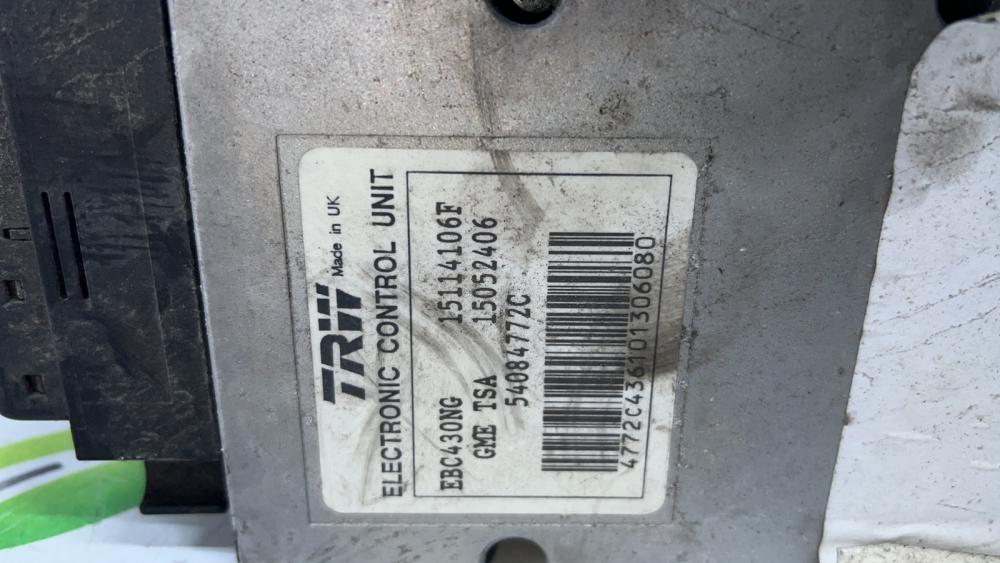 TRW Made in UK
ELECTRONIC CONTROL UNIT
EBC430NG 15114106F
GME TSA 15052406
54084772C
4772C436101306080